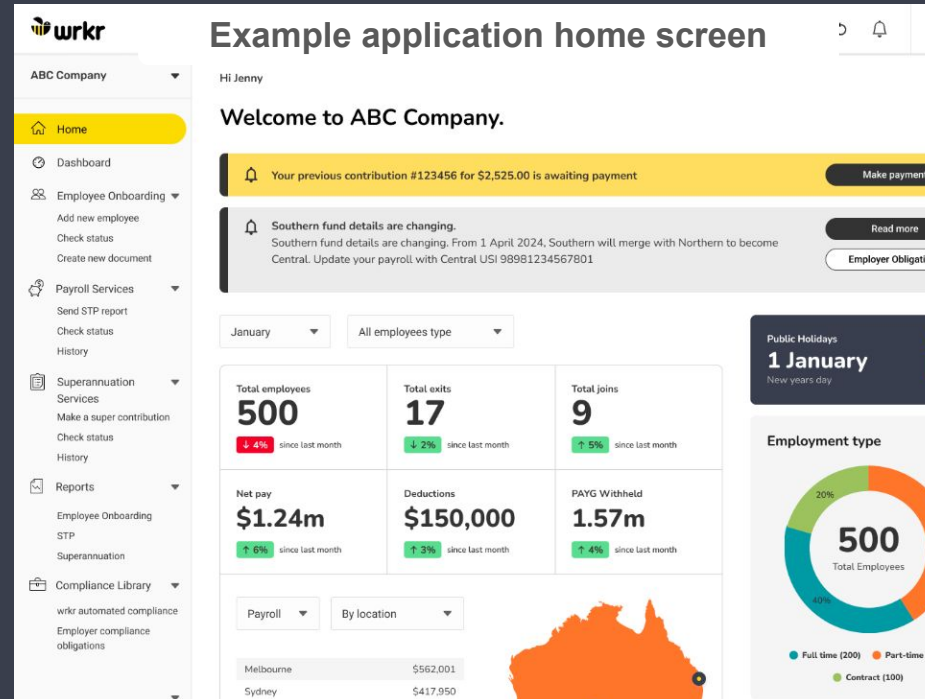 wrkr
Example application home screen
ABC Company
Home
Dashboard
Employee Onboarding
Add new employee
Check status
Create new document
Payroll Services
Send STP report
Check status
History
Superannuation
Services
Make a super contribution
Check status
History
Reports
Employee Onboarding
STP
Superannuation
Compliance Library
wrkr automated compliance
Employer compliance
obligations
Hi Jenny
Welcome to ABC Company.
Your previous contribution #123456 for $2,525.00 is awaiting payment
Make payment
Southern fund details are changing.
Southern fund details are changing. From 1 April 2024, Southern will merge with Northern to become
Central. Update your payroll with Central USI 98981234567801
Read more
Employer Obligati
January
All employees type
Total employees
500
↓ 4% since last month
Total exits
17
↓ 2% since last month
Total joins
9
↑ 5% since last month
Net pay
$1.24m
↑ 6% since last month
Deductions
$150,000
↑ 3% since last month
PAYG Withheld
1.57m
↑ 4% since last month
Payroll
By location
Melbourne $562,001
Sydney $417,950
Public Holidays
1 January
New years day
Employment type
20%
500
Total Employees
40%
Full time (200) Part-time
Contract (100)